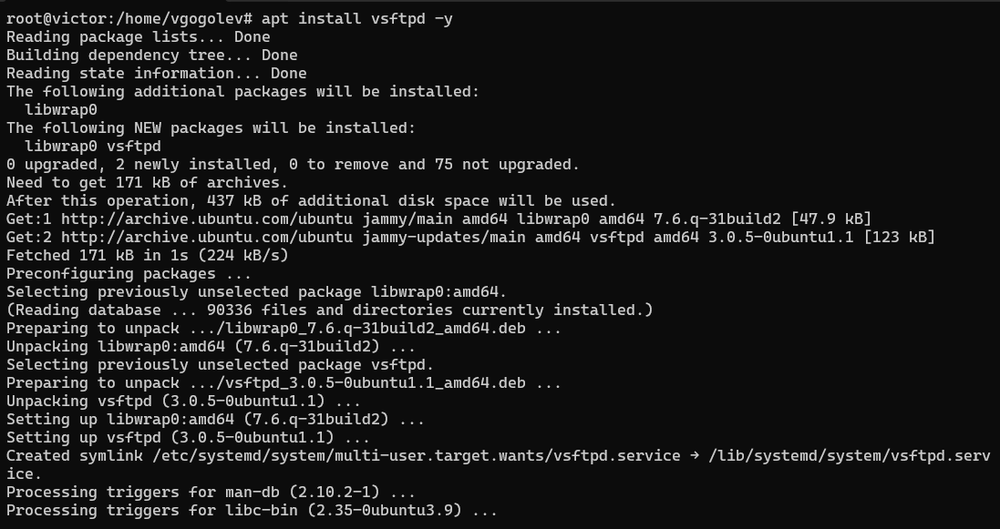 root@victor:/home/vgogolev# apt install vsftpd -y
Reading package lists... Done
Building dependency tree... Done
Reading state information... Done
The following additional packages will be installed:
  libwrap0
The following NEW packages will be installed:
  libwrap0 vsftpd
0 upgraded, 2 newly installed, 0 to remove and 75 not upgraded.
Need to get 171 kB of archives.
After this operation, 437 kB of additional disk space will be used.
Get:1 http://archive.ubuntu.com/ubuntu jammy/main amd64 libwrap0 amd64 7.6.q-31build2 [47.9 kB]
Get:2 http://archive.ubuntu.com/ubuntu jammy-updates/main amd64 vsftpd amd64 3.0.5-0ubuntu1.1 [123 kB]
Fetched 171 kB in 1s (224 kB/s)
Preconfiguring packages ...
Selecting previously unselected package libwrap0:amd64.
(Reading database ... 90336 files and directories currently installed.)
Preparing to unpack .../libwrap0_7.6.q-31build2_amd64.deb ...
Unpacking libwrap0:amd64 (7.6.q-31build2) ...
Selecting previously unselected package vsftpd.
Preparing to unpack .../vsftpd_3.0.5-0ubuntu1.1_amd64.deb ...
Unpacking vsftpd (3.0.5-0ubuntu1.1) ...
Setting up libwrap0:amd64 (7.6.q-31build2) ...
Setting up vsftpd (3.0.5-0ubuntu1.1) ...
Created symlink /etc/systemd/system/multi-user.target.wants/vsftpd.service → /lib/systemd/system/vsftpd.serv
ice.
Processing triggers for man-db (2.10.2-1) ...
Processing triggers for libc-bin (2.35-0ubuntu3.9) ...